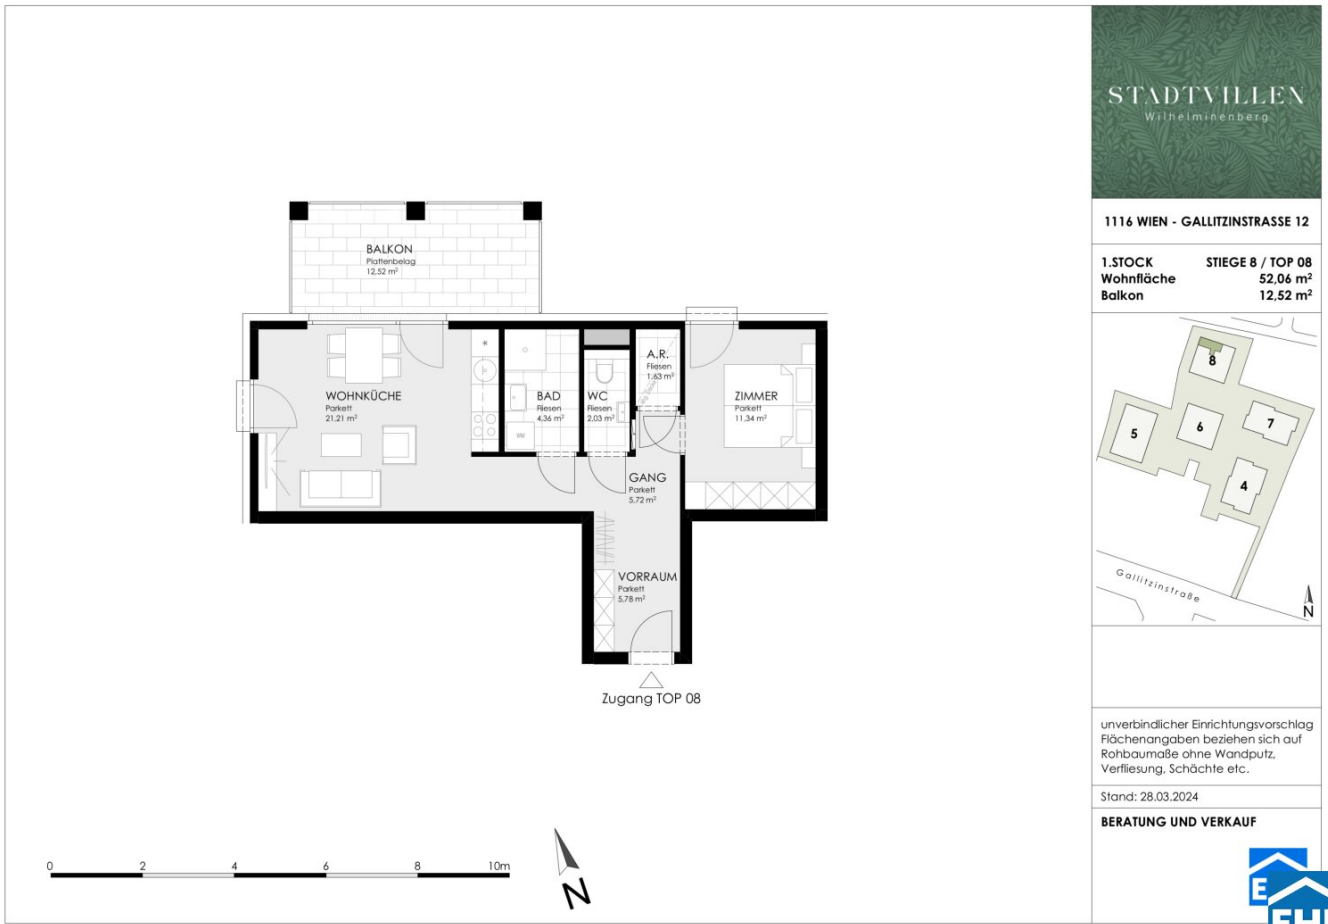 BALKON
Plattenbelag
12,52 m²
WOHNKÜCHE
Parkett
21,21 m²
BAD
Fliesen
4,36 m²
WC
Fliesen
2,03 m²
A.R.
Fliesen
1,63 m²
ZIMMER
Parkett
11,34 m²
GANG
Parkett
5,72 m²
VORRAUM
Parkett
5,78 m²
Zugang TOP 08
0 2 4 6 8 10m
N
STADTVILLEN
Wilhelminenberg
1116 WIEN - GALLITZINSTRASSE 12
1.STOCK STIEGE 8 / TOP 08
Wohnfläche 52,06 m²
Balkon 12,52 m²
8
5
6
7
4
Gallitzinstraße
N
unverbindlicher Einrichtungsvorschlag
Flächenangaben beziehen sich auf
Rohbaumaße ohne Wandputz,
Verfliesung, Schächte etc.
Stand: 28.03.2024
BERATUNG UND VERKAUF